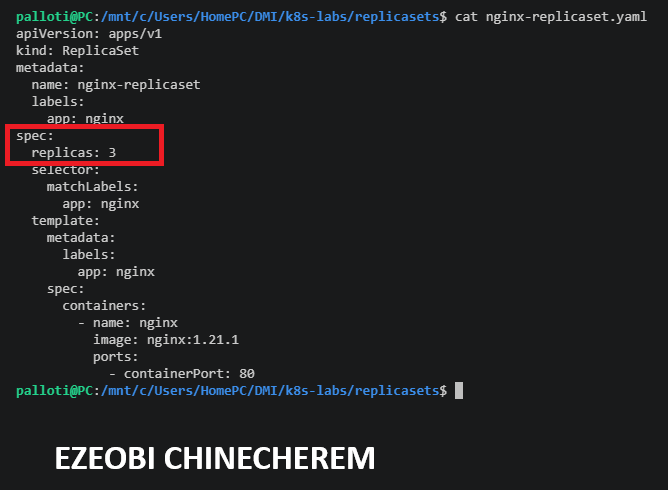 palloti@PC:/mnt/c/Users/HomePC/DMI/k8s-labs/replicasets$ cat nginx-replicaset.yaml
apiVersion: apps/v1
kind: ReplicaSet
metadata:
  name: nginx-replicaset
  labels:
    app: nginx
spec:
  replicas: 3
  selector:
    matchLabels:
      app: nginx
  template:
    metadata:
      labels:
        app: nginx
    spec:
      containers:
        - name: nginx
          image: nginx:1.21.1
          ports:
            - containerPort: 80
palloti@PC:/mnt/c/Users/HomePC/DMI/k8s-labs/replicasets$
EZEOBI CHINECHEREM